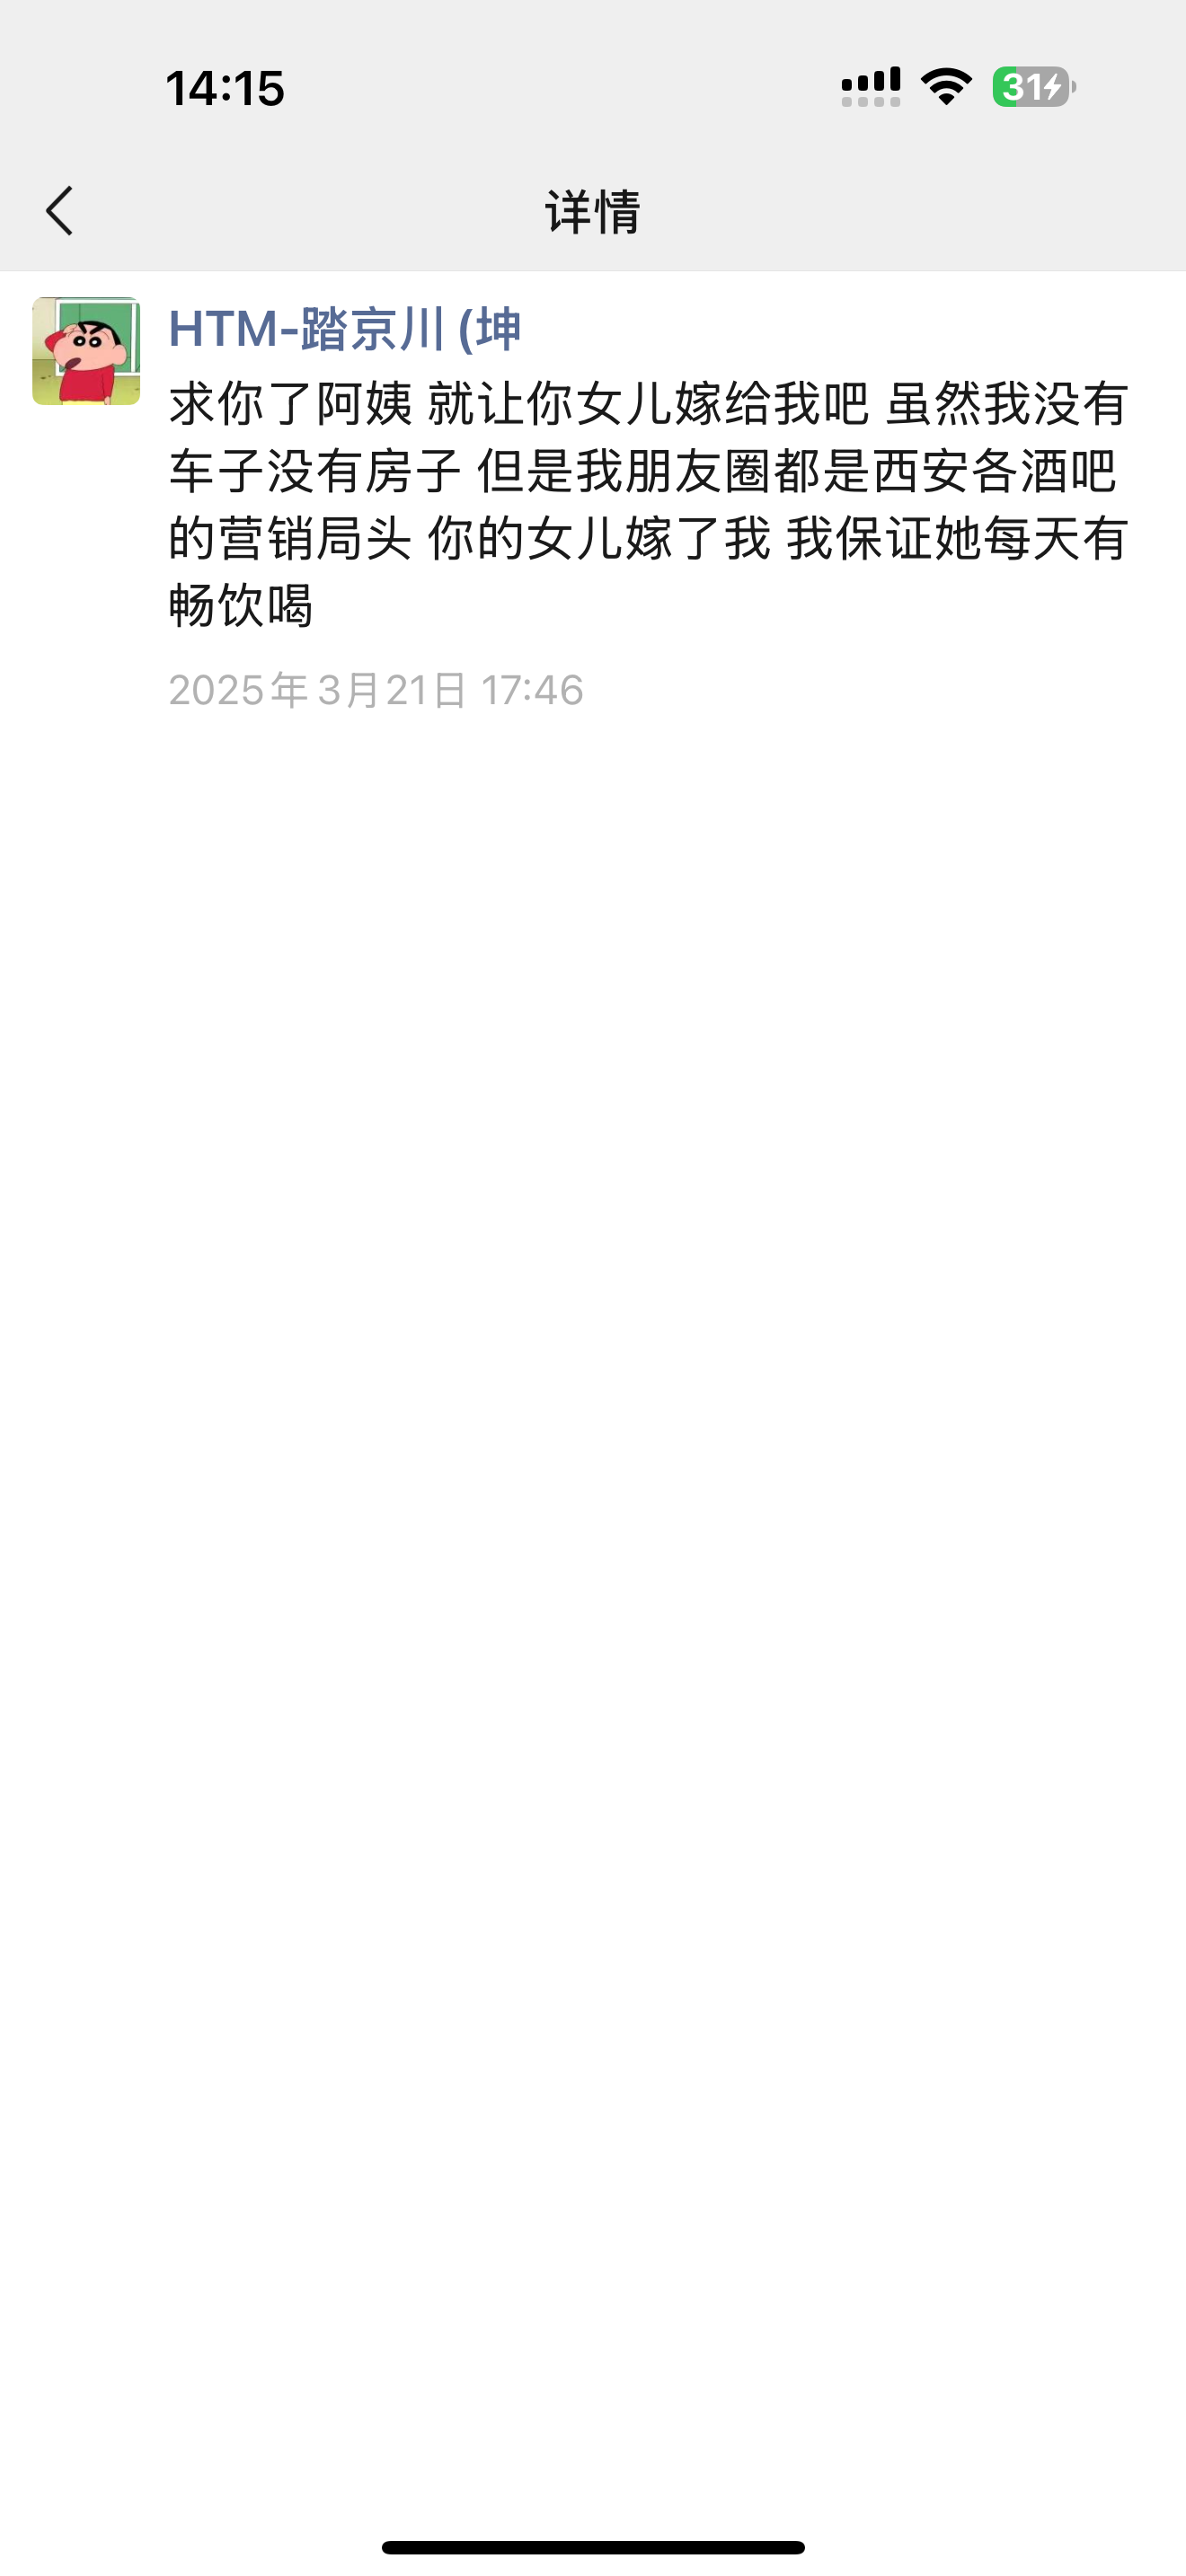 14:15
31
详情
HTM-踏京川 (坤
求你了阿姨 就让你女儿嫁给我吧 虽然我没有
车子没有房子 但是我朋友圈都是西安各酒吧
的营销局头 你的女儿嫁了我 我保证她每天有
畅饮喝
2025年3月21日 17:46